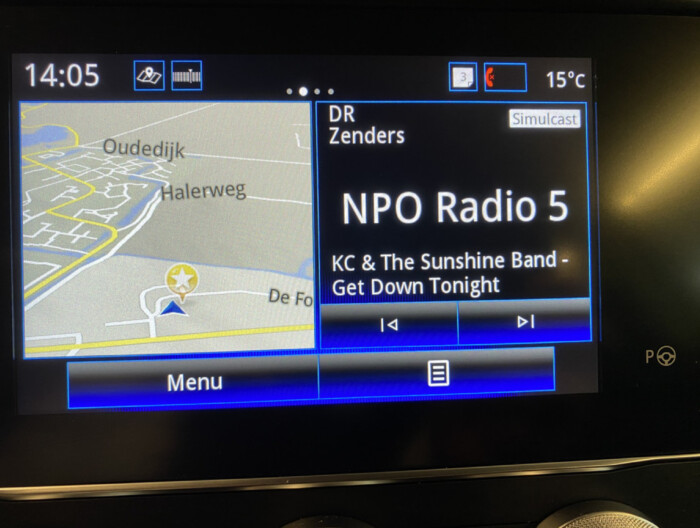 14:05
3
15°C
Oudedijk
Halerweg
De Fo
DR
Zenders
Simulcast
NPO Radio 5
KC & The Sunshine Band -
Get Down Tonight
Menu
P